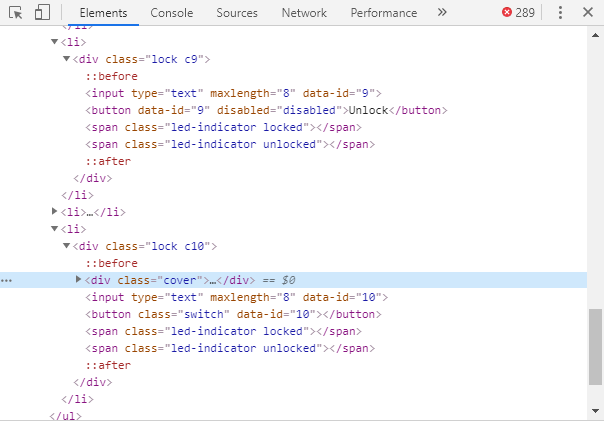 Elements Console Sources Network Performance » 289
</li>
▼<li>
▼<div class="lock c9">
::before
<input type="text" maxlength="8" data-id="9">
<button data-id="9" disabled="disabled">Unlock</button>
<span class="led-indicator locked"></span>
<span class="led-indicator unlocked"></span>
::after
</div>
</li>
▶<li>…</li>
▼<li>
▼<div class="lock c10">
::before
… ▶<div class="cover">…</div> == $0
<input type="text" maxlength="8" data-id="10">
<button class="switch" data-id="10"></button>
<span class="led-indicator locked"></span>
<span class="led-indicator unlocked"></span>
::after
</div>
</li>
</ul>